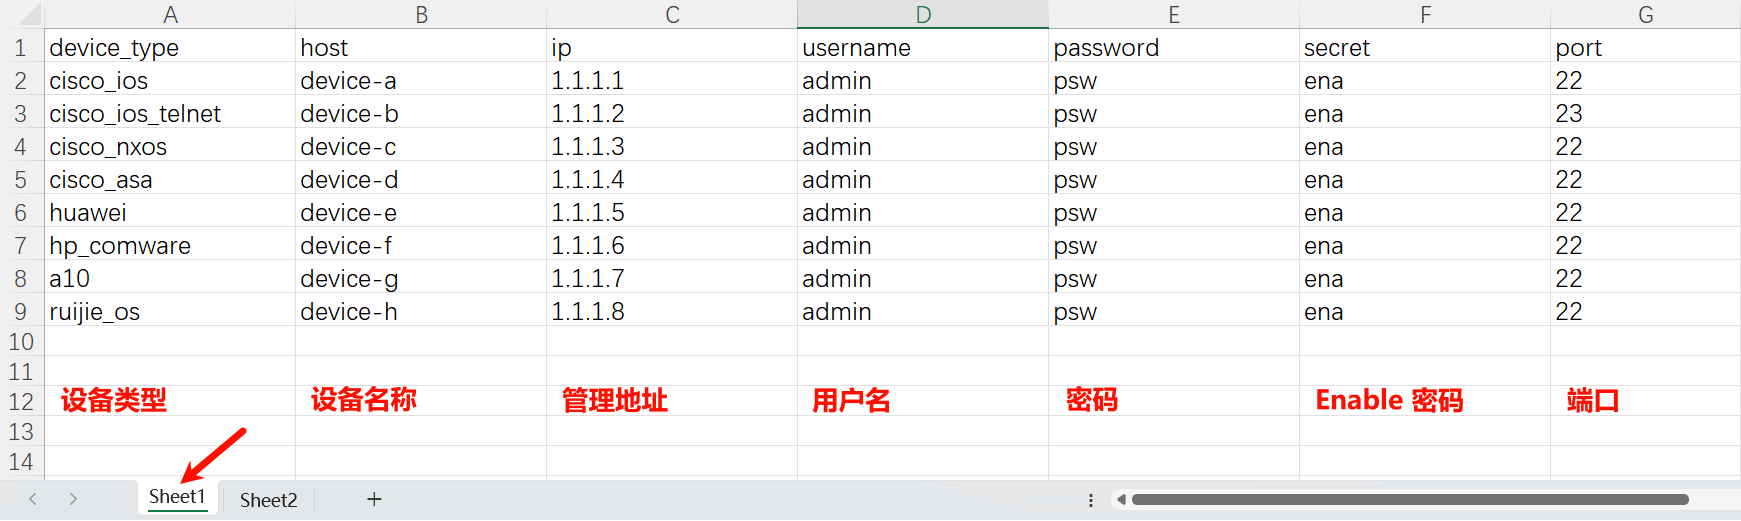 A B C D E F G
1 device_type host ip username password secret port
2 cisco_ios device-a 1.1.1.1 admin psw ena 22
3 cisco_ios_telnet device-b 1.1.1.2 admin psw ena 23
4 cisco_nxos device-c 1.1.1.3 admin psw ena 22
5 cisco_asa device-d 1.1.1.4 admin psw ena 22
6 huawei device-e 1.1.1.5 admin psw ena 22
7 hp_comware device-f 1.1.1.6 admin psw ena 22
8 a10 device-g 1.1.1.7 admin psw ena 22
9 ruijie_os device-h 1.1.1.8 admin psw ena 22
10
11
12 设备类型 设备名称 管理地址 用户名 密码 Enable 密码 端口
13
14
Sheet1 Sheet2